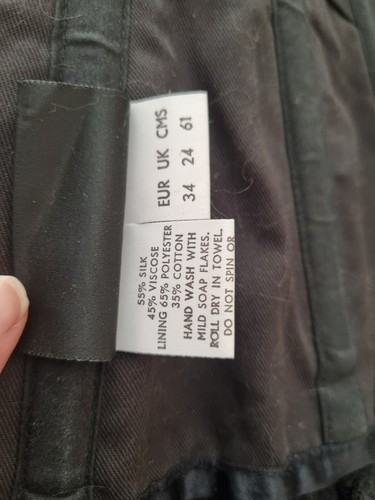 EUR UK CMS
34 24 61
55% SILK
45% VISCOSE
LINING 65% POLYESTER
35% COTTON
HAND WASH WITH
MILD SOAP FLAKES.
ROLL DRY IN TOWEL.
DO NOT SPIN OR